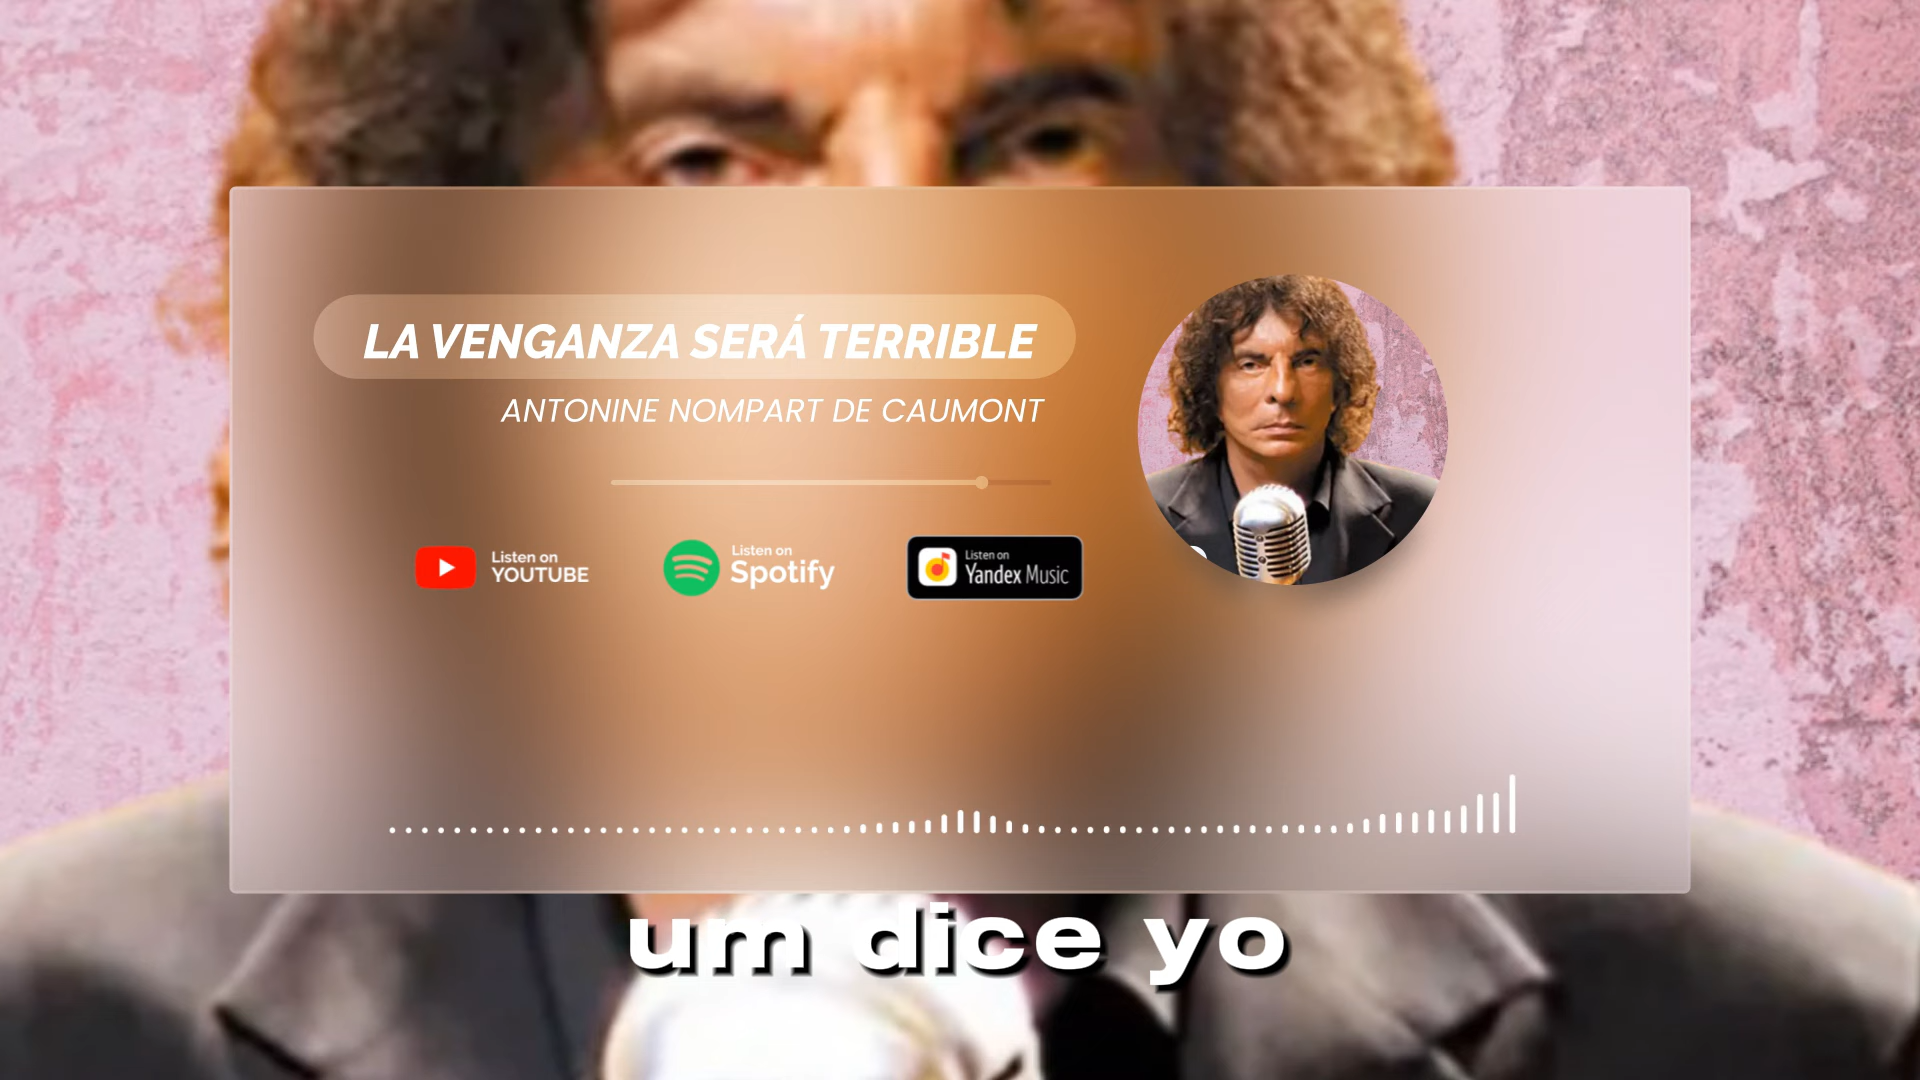 LA VENGANZA SERÁ TERRIBLE
ANTONINE NOMPART DE CAUMONT
Listen on
YOUTUBE
Listen on
Spotify
Listen on
Yandex Music
um dice yo